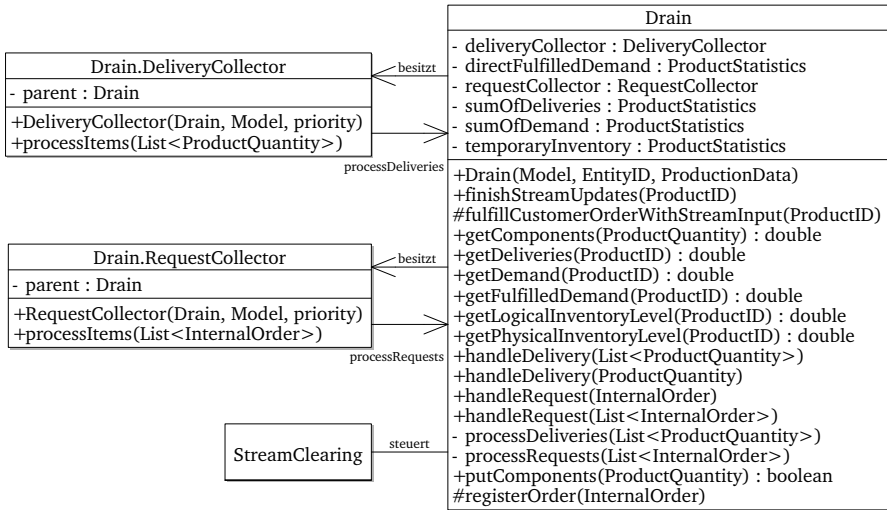 Drain
- deliveryCollector : DeliveryCollector
- directFulfilledDemand : ProductStatistics
- requestCollector : RequestCollector
- sumOfDeliveries : ProductStatistics
- sumOfDemand : ProductStatistics
- temporaryInventory : ProductStatistics
+Drain(Model, EntityID, ProductionData)
+finishStreamUpdates(ProductID)
#fulfillCustomerOrderWithStreamInput(ProductID)
+getComponents(ProductQuantity) : double
+getDeliveries(ProductID) : double
+getDemand(ProductID) : double
+getFulfilledDemand(ProductID) : double
+getLogicalInventoryLevel(ProductID) : double
+getPhysicalInventoryLevel(ProductID) : double
+handleDelivery(List<ProductQuantity>)
+handleDelivery(ProductQuantity)
+handleRequest(InternalOrder)
+handleRequest(List<InternalOrder>)
- processDeliveries(List<ProductQuantity>)
- processRequests(List<InternalOrder>)
+putComponents(ProductQuantity) : boolean
#registerOrder(InternalOrder)
Drain.DeliveryCollector
- parent : Drain
+DeliveryCollector(Drain, Model, priority)
+processItems(List<ProductQuantity>)
besitzt
processDeliveries
Drain.RequestCollector
- parent : Drain
+RequestCollector(Drain, Model, priority)
+processItems(List<InternalOrder>)
besitzt
processRequests
StreamClearing
steuert